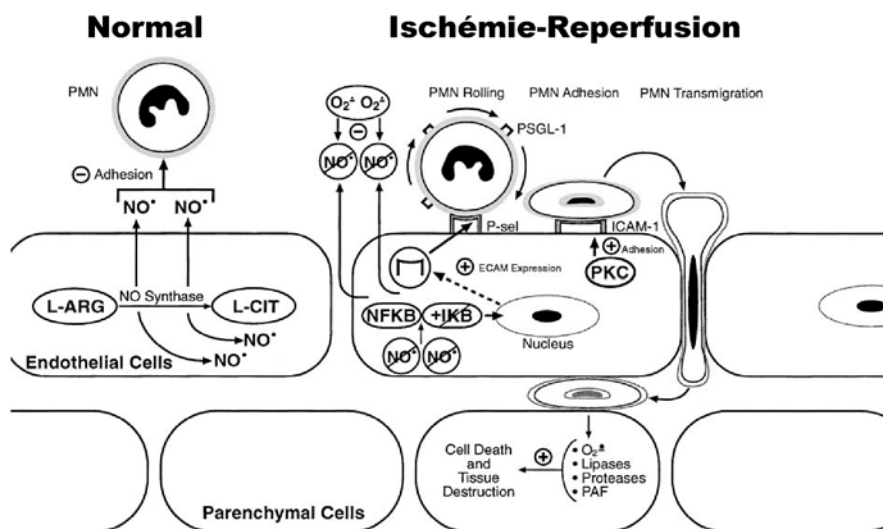 Normal
Ischémie-Reperfusion
PMN
⊖ Adhesion
NO• NO•
L-ARG
NO Synthase
L-CIT
NO•
NO•
Endothelial Cells
O₂∸ O₂∸
⊖
NO• NO•
PMN Rolling
PMN Adhesion
PMN Transmigration
PSGL-1
P-sel
ICAM-1
⊕ Adhesion
PKC
⊕ ECAM Expression
NFKB +IKB
NO• NO•
Nucleus
Cell Death
and
Tissue
Destruction
⊕
• O₂∸
• Lipases
• Proteases
• PAF
Parenchymal Cells